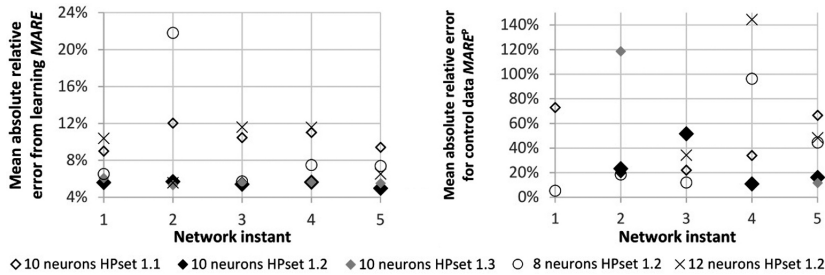 Mean absolute relative
error from learning MARE
24%
20%
16%
12%
8%
4%
1 2 3 4 5
Network instant
Mean absolute relative error
for control data MAREᵖ
140%
120%
100%
80%
60%
40%
20%
0%
1 2 3 4 5
Network instant
10 neurons HPset 1.1 10 neurons HPset 1.2 10 neurons HPset 1.3 8 neurons HPset 1.2 12 neurons HPset 1.2